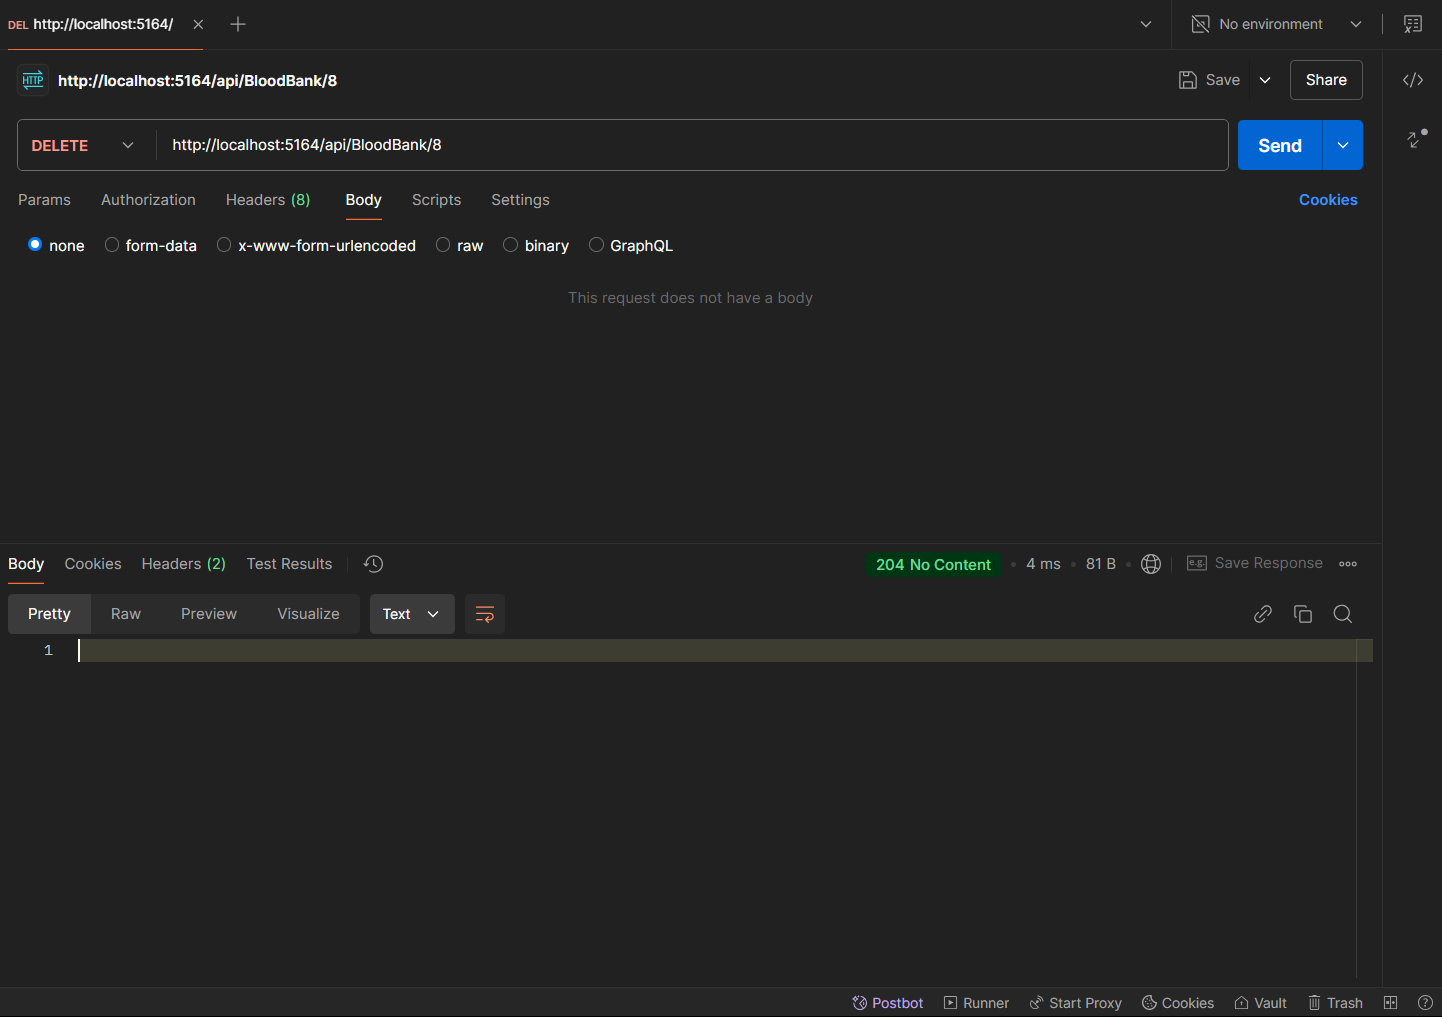 DEL http://localhost:5164/
No environment
HTTP http://localhost:5164/api/BloodBank/8
Save
Share
DELETE http://localhost:5164/api/BloodBank/8
Send
Params Authorization Headers (8) Body Scripts Settings Cookies
none form-data x-www-form-urlencoded raw binary GraphQL
This request does not have a body
Body Cookies Headers (2) Test Results 204 No Content • 4 ms • 81 B • e.g. Save Response
Pretty Raw Preview Visualize Text
1
Postbot Runner Start Proxy Cookies Vault Trash